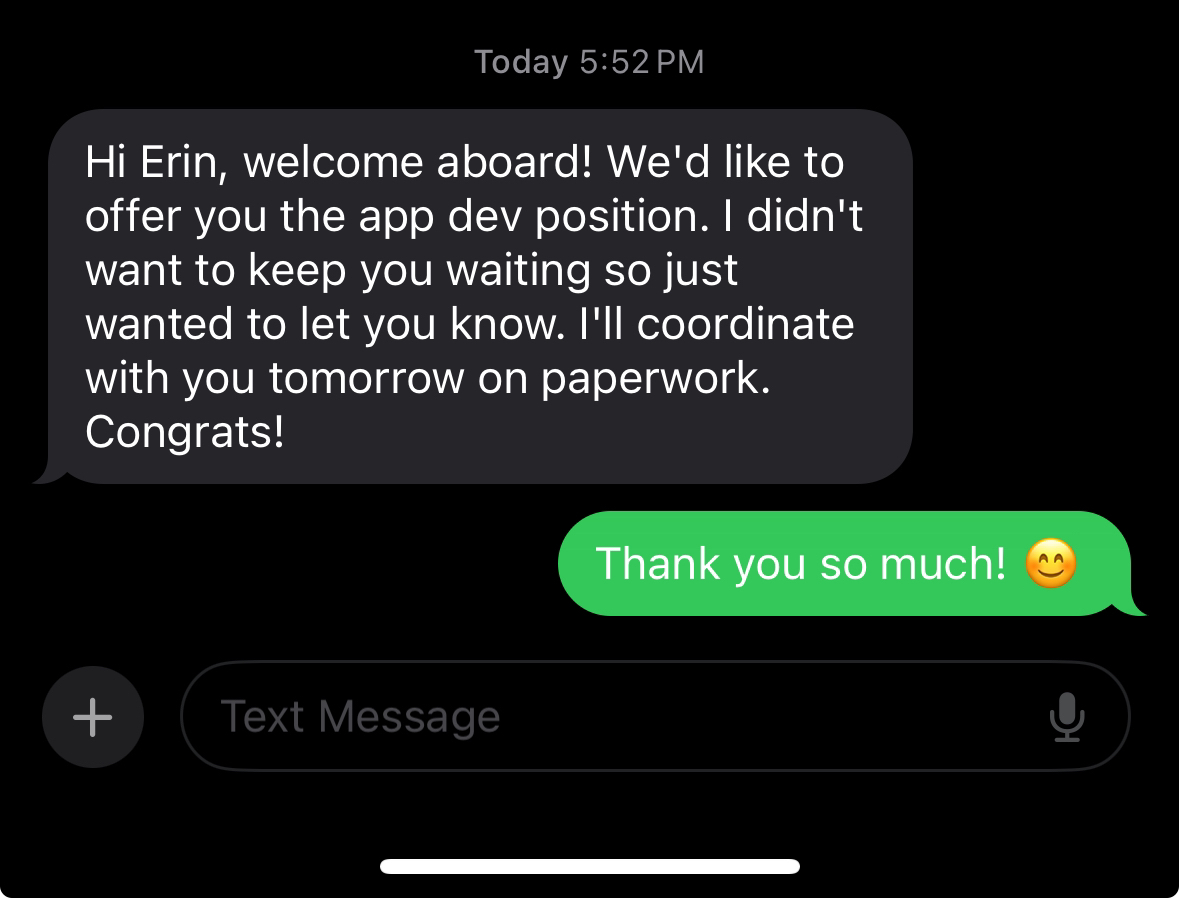 Today 5:52 PM
Hi Erin, welcome aboard! We'd like to
offer you the app dev position. I didn't
want to keep you waiting so just
wanted to let you know. I'll coordinate
with you tomorrow on paperwork.
Congrats!
Thank you so much! 😊
Text Message